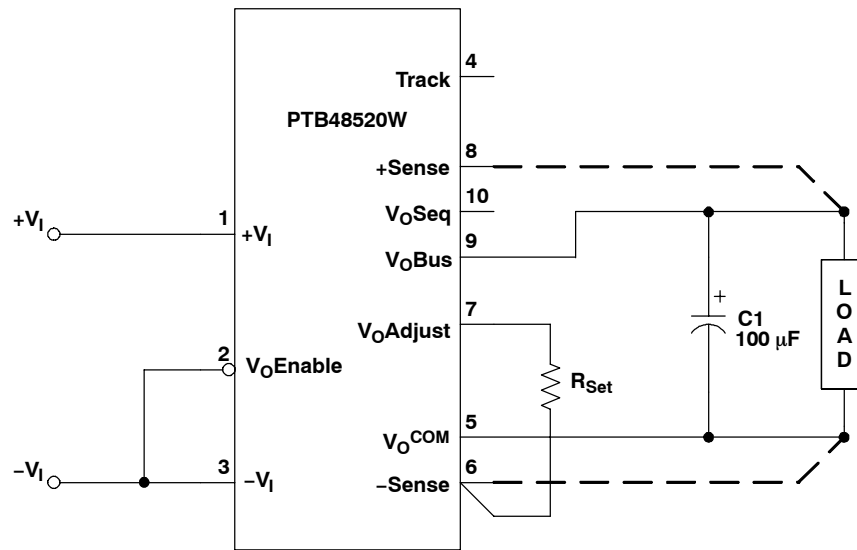 4
Track
PTB48520W
8
+Sense
10
VOSeq
+VI
1
+VI
9
VOBus
7
VOAdjust
C1
100 μF
+
LOAD
2
VOEnable
RSet
5
VOCOM
−VI
3
−VI
6
−Sense